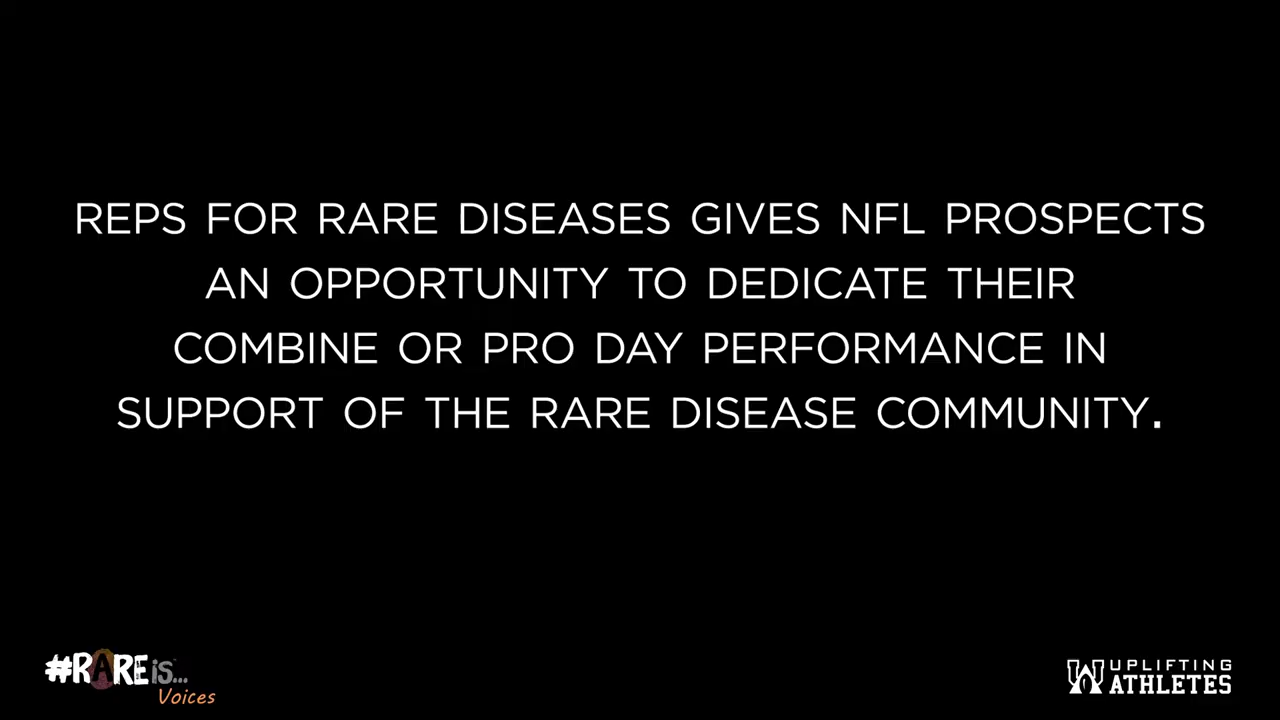 REPS FOR RARE DISEASES GIVES NFL PROSPECTS
AN OPPORTUNITY TO DEDICATE THEIR
COMBINE OR PRO DAY PERFORMANCE IN
SUPPORT OF THE RARE DISEASE COMMUNITY.
#RAREis...
Voices
UPLIFTING
ATHLETES